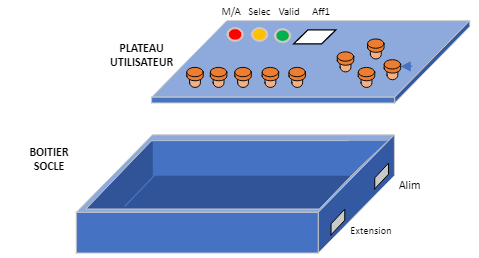 M/A Selec Valid Aff1
PLATEAU
UTILISATEUR
BOITIER
SOCLE
Alim
Extension